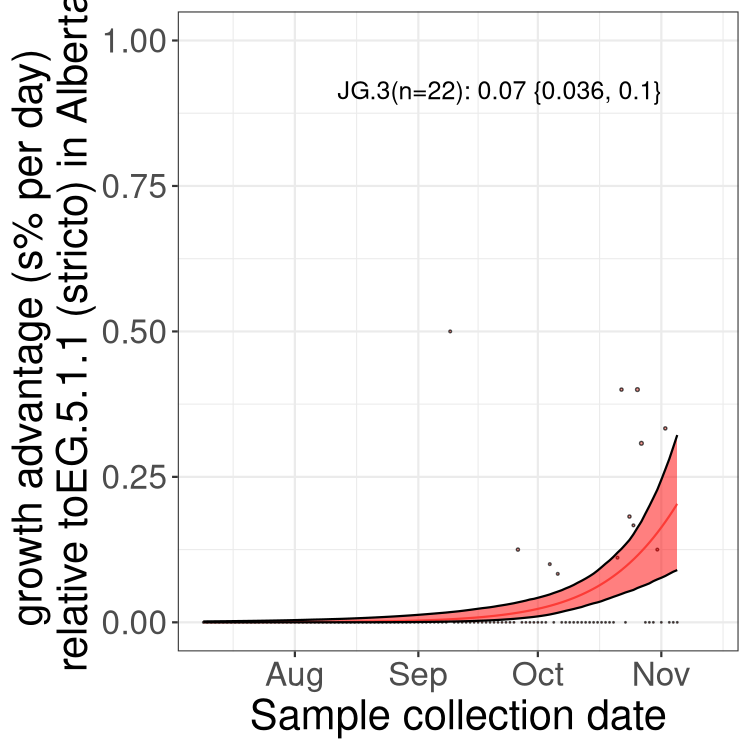 growth advantage (s% per day)
relative toEG.5.1.1 (stricto) in Alberta
1.00
0.75
0.50
0.25
0.00
JG.3(n=22): 0.07 {0.036, 0.1}
Aug Sep Oct Nov
Sample collection date